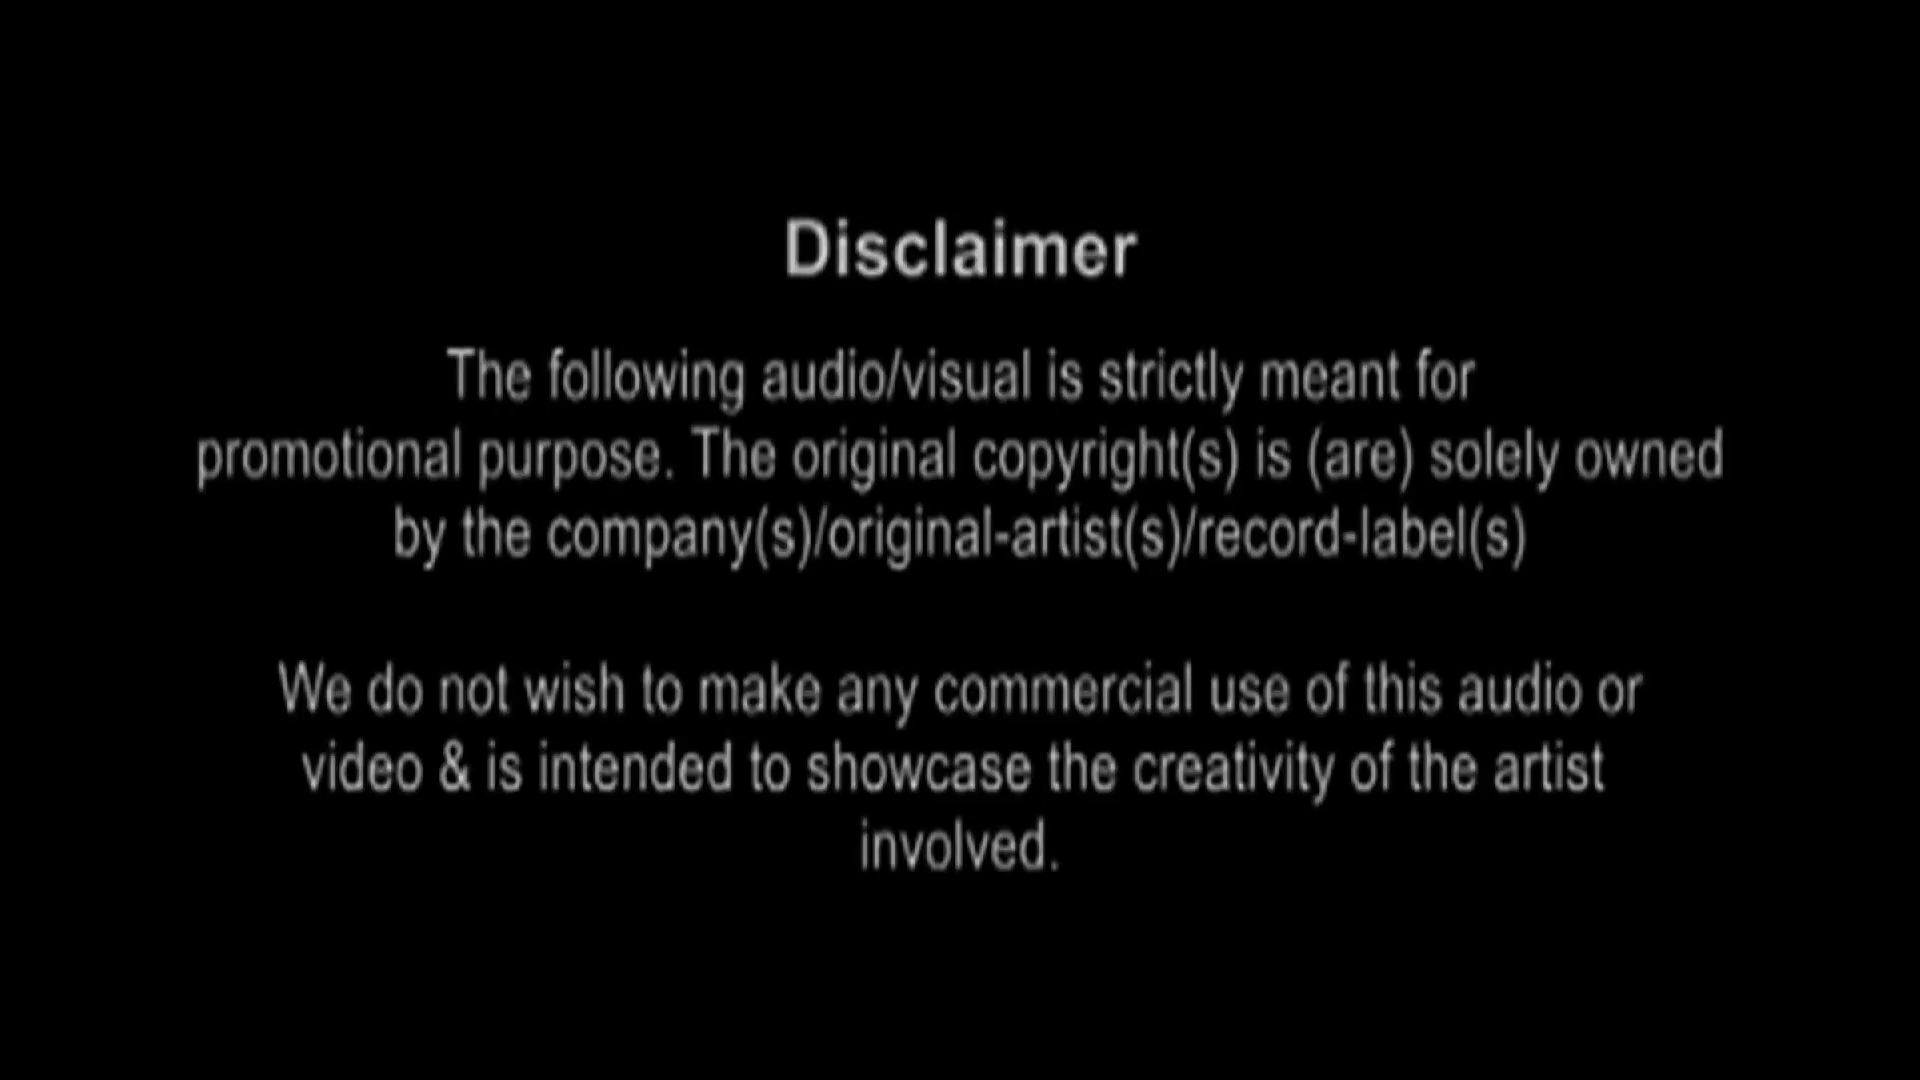 Disclaimer
The following audio/visual is strictly meant for
promotional purpose. The original copyright(s) is (are) solely owned
by the company(s)/original-artist(s)/record-label(s)
We do not wish to make any commercial use of this audio or
video & is intended to showcase the creativity of the artist
involved.